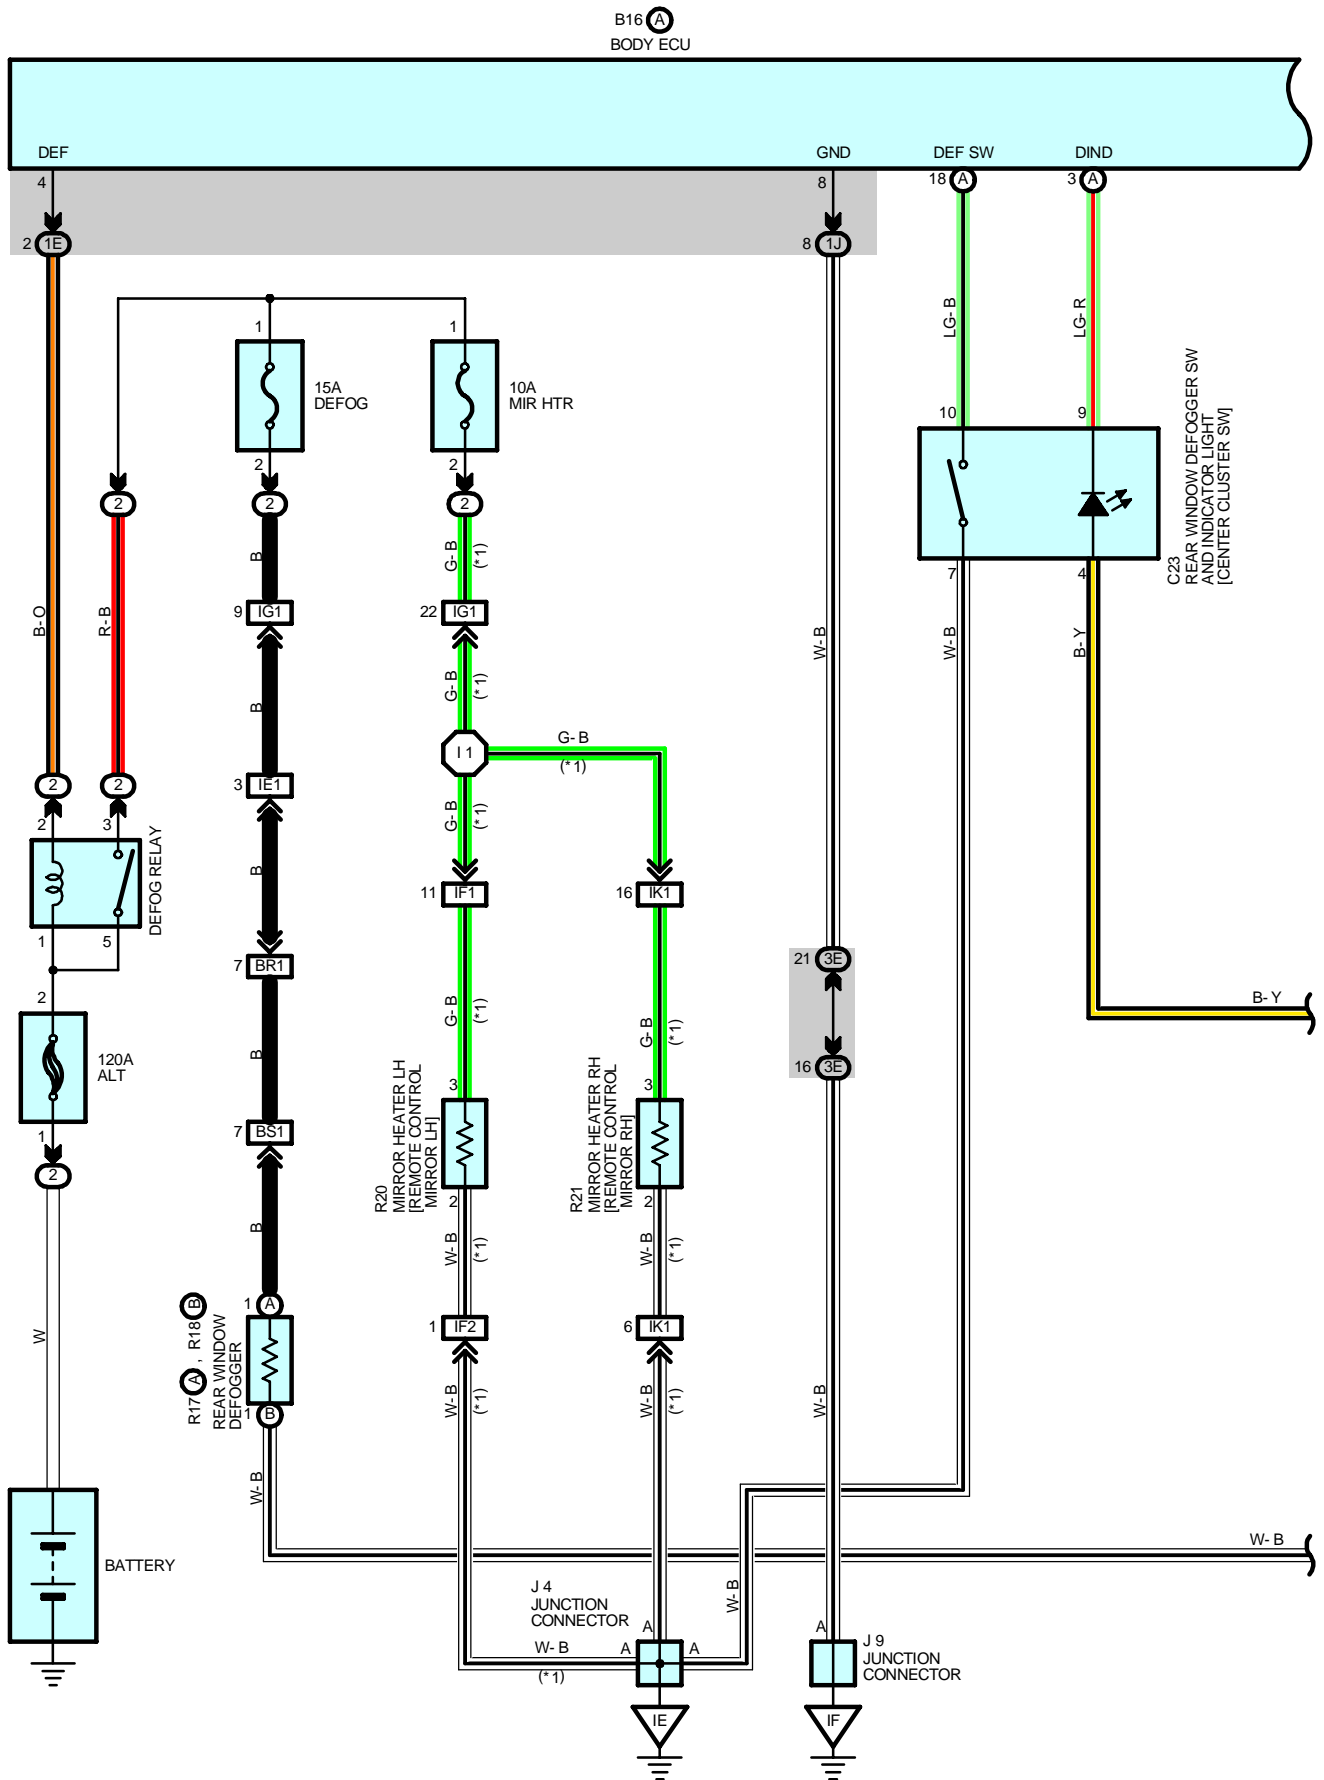 B16 A
BODY ECU
DEF
GND
DEF SW
DIND
4
8
18 A
3 A
2 1E
8 1J
LG-B
LG-R
1
1
15A
DEFOG
10A
MIR HTR
10
9
C23
REAR WINDOW DEFOGGER SW
AND INDICATOR LIGHT
[CENTER CLUSTER SW]
2
2
2
2
2
B
G-B
(*1)
7
4
B-O
R-B
9 IG1
22 IG1
W-B
W-B
B-Y
B
G-B
(*1)
I1
G-B
(*1)
2
2
3 IE1
2
3
G-B
(*1)
DEFOG RELAY
B
11 IF1
16 IK1
1
5
7 BR1
21 3E
2
G-B
(*1)
G-B
(*1)
B-Y
120A
ALT
B
16 3E
3
3
1
7 BS1
2
R20
MIRROR HEATER LH
[REMOTE CONTROL
MIRROR LH]
R21
MIRROR HEATER RH
[REMOTE CONTROL
MIRROR RH]
2
2
B
W-B
(*1)
W-B
(*1)
1 A
W
R17 A , R18 B
REAR WINDOW
DEFOGGER
1 IF2
6 IK1
1 B
W-B
(*1)
W-B
(*1)
W-B
W-B
W-B
BATTERY
J4
JUNCTION
CONNECTOR
W-B
A
W-B
(*1)
A
A
A
J9
JUNCTION
CONNECTOR
IE
IF